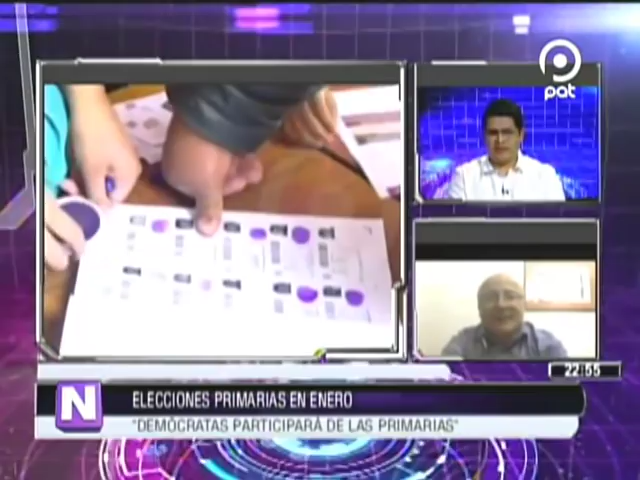 pat
22:55
N
ELECCIONES PRIMARIAS EN ENERO
"DEMÓCRATAS PARTICIPARÁ DE LAS PRIMARIAS"